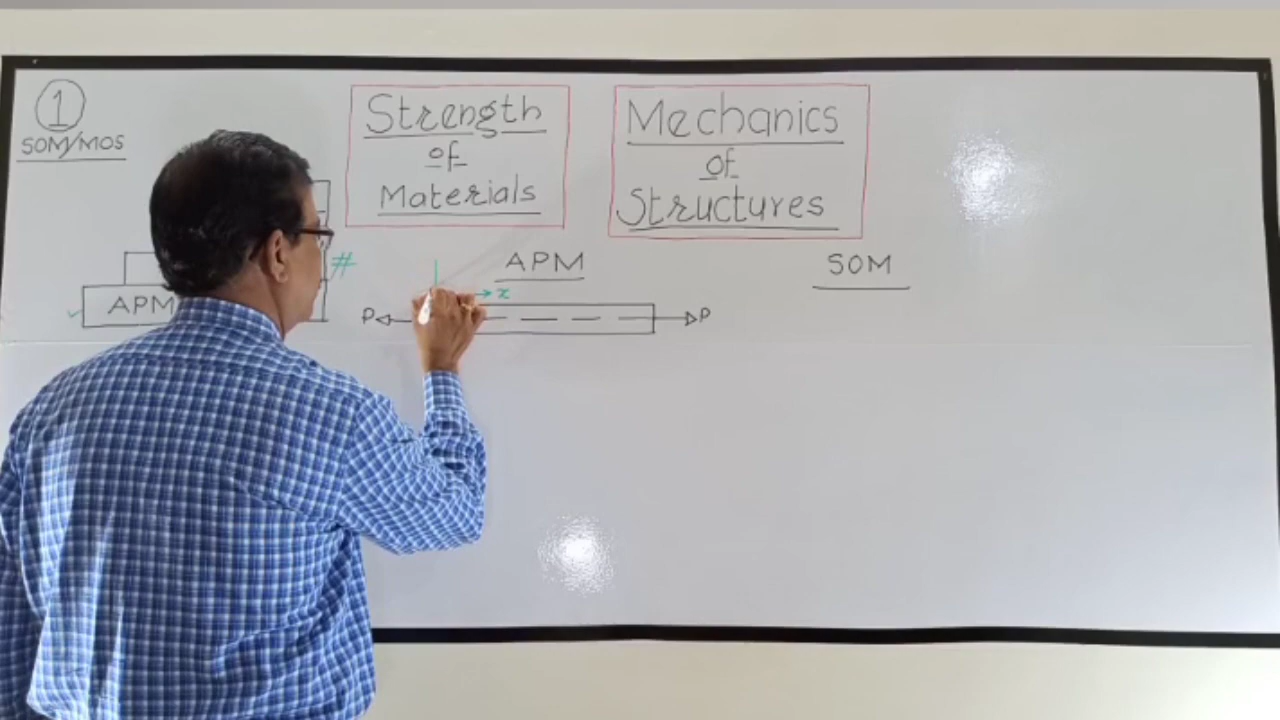 1
SOM/MOS
Strength
of
Materials
Mechanics
of
Structures
APM
#
APM
SOM
x
P
P